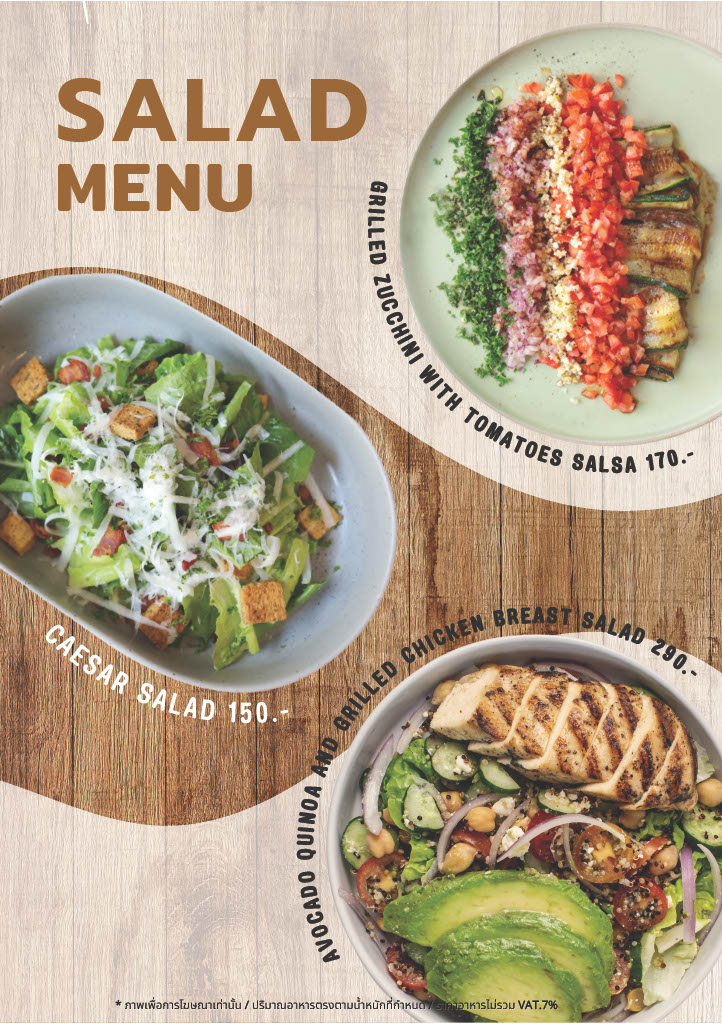 SALAD
MENU
GRILLED ZUCCHINI WITH TOMATOES SALSA 170.-
CAESAR SALAD 150.-
AVOCADO QUINOA AND GRILLED CHICKEN BREAST SALAD 290.-
* ภาพเพื่อการโฆษณาเท่านั้น / ปริมาณอาหารตรงตามน้ำหนักที่กำหนด / ราคาอาหารไม่รวม VAT.7%